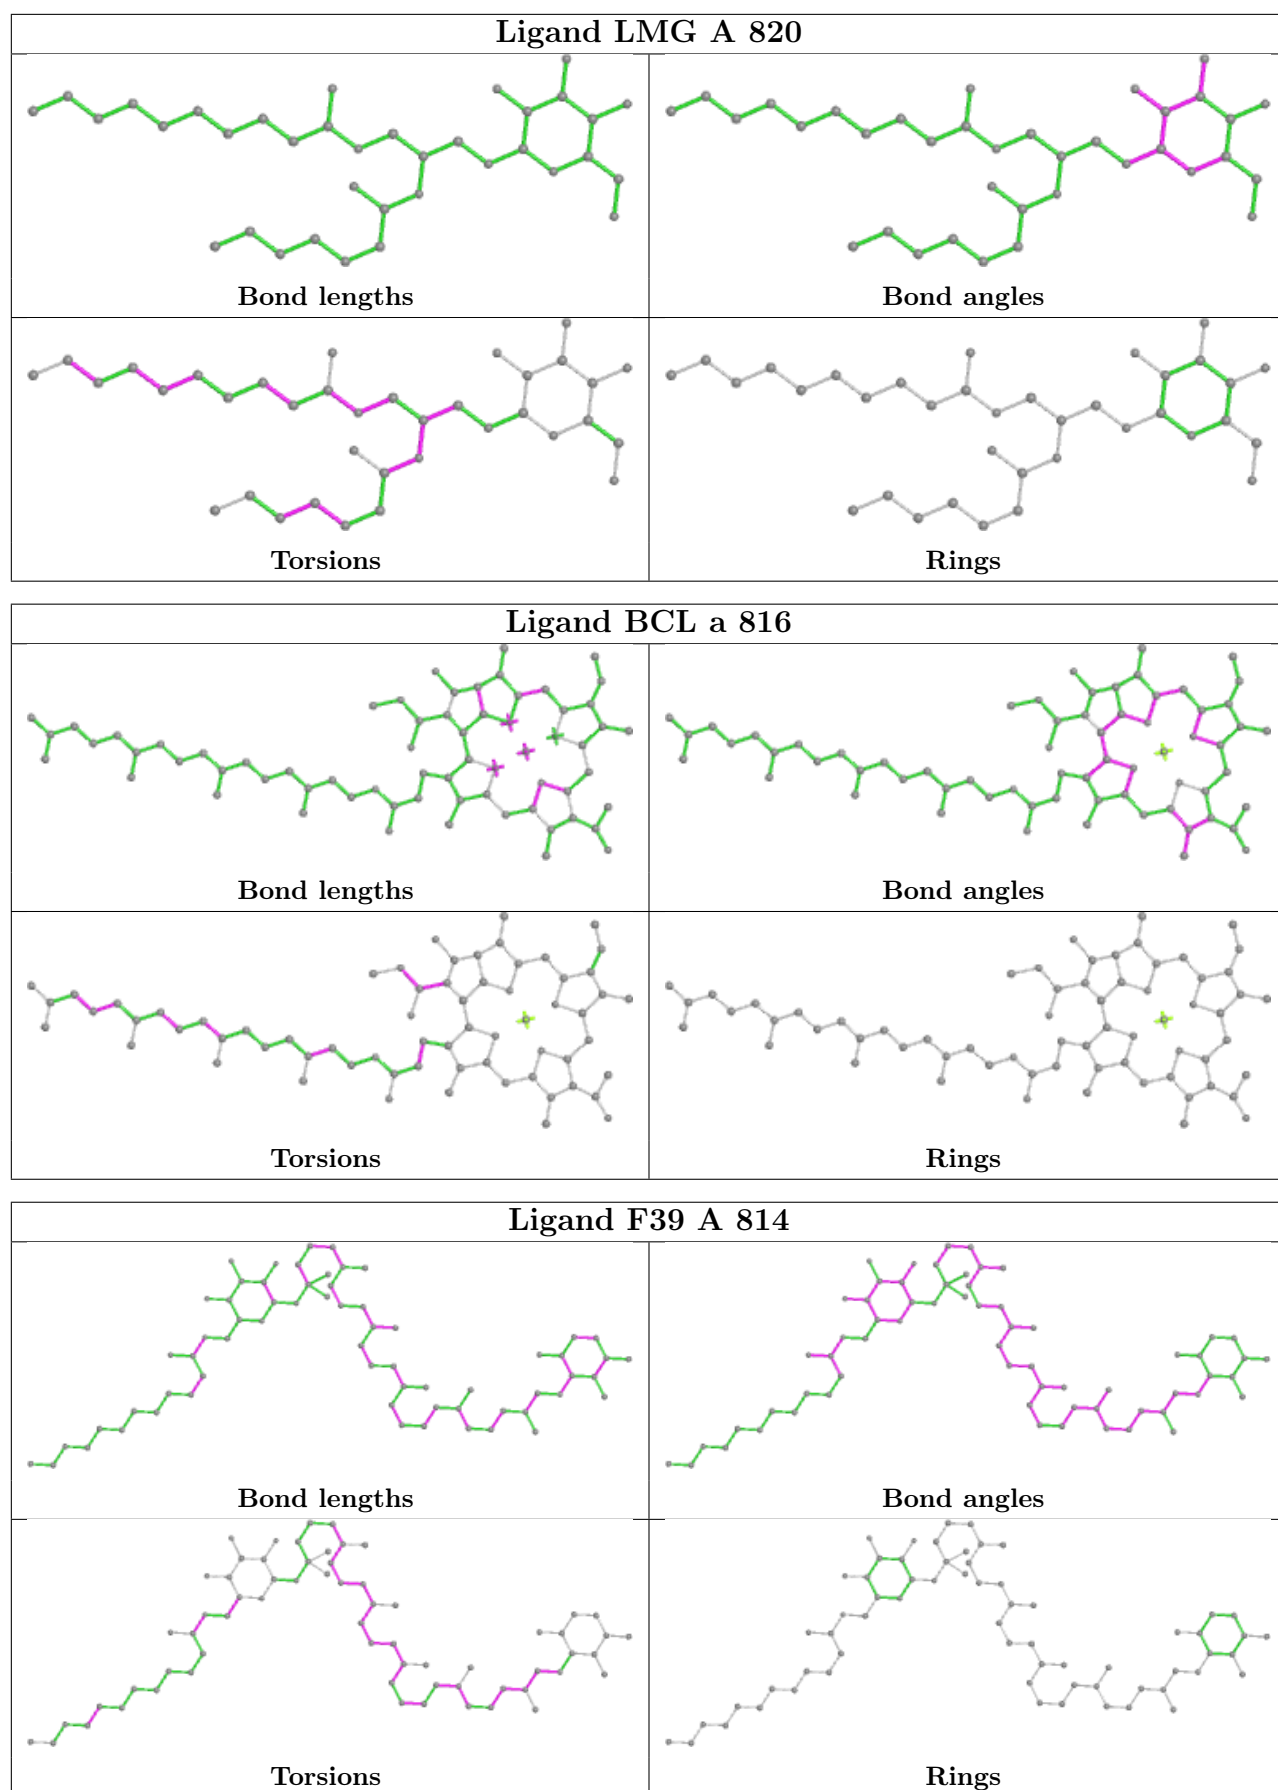 Ligand LMG A 820
Bond lengths
Bond angles
Torsions
Rings
Ligand BCL a 816
Bond lengths
Bond angles
Torsions
Rings
Ligand F39 A 814
Bond lengths
Bond angles
Torsions
Rings